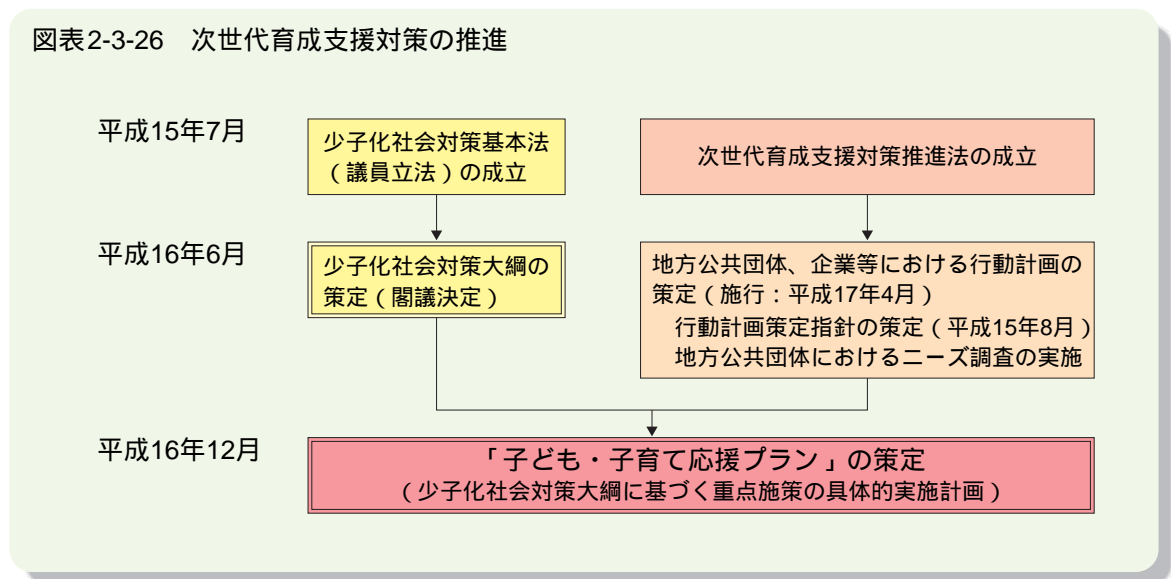 図表2-3-26　次世代育成支援対策の推進
平成15年7月
少子化社会対策基本法
（議員立法）の成立
次世代育成支援対策推進法の成立
平成16年6月
少子化社会対策大綱の
策定（閣議決定）
地方公共団体、企業等における行動計画の
策定（施行：平成17年4月）
行動計画策定指針の策定（平成15年8月）
地方公共団体におけるニーズ調査の実施
平成16年12月
「子ども・子育て応援プラン」の策定
（少子化社会対策大綱に基づく重点施策の具体的実施計画）